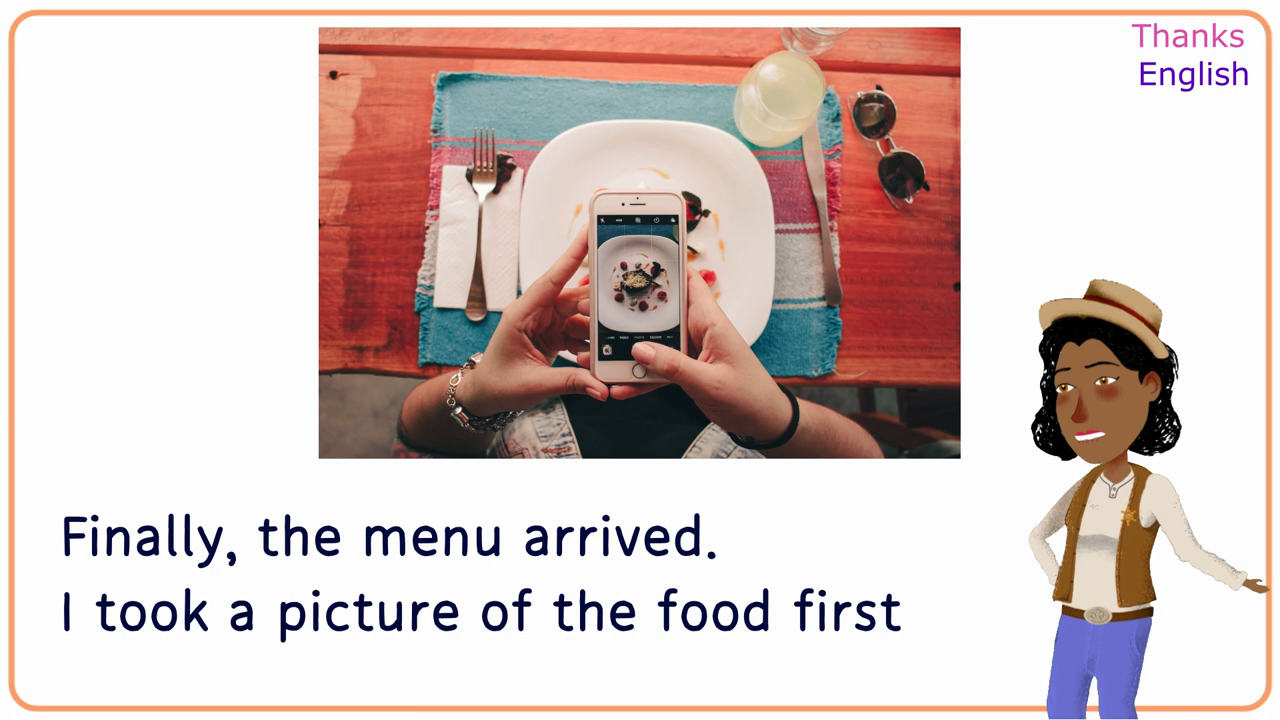 Thanks
English
Finally, the menu arrived.
I took a picture of the food first